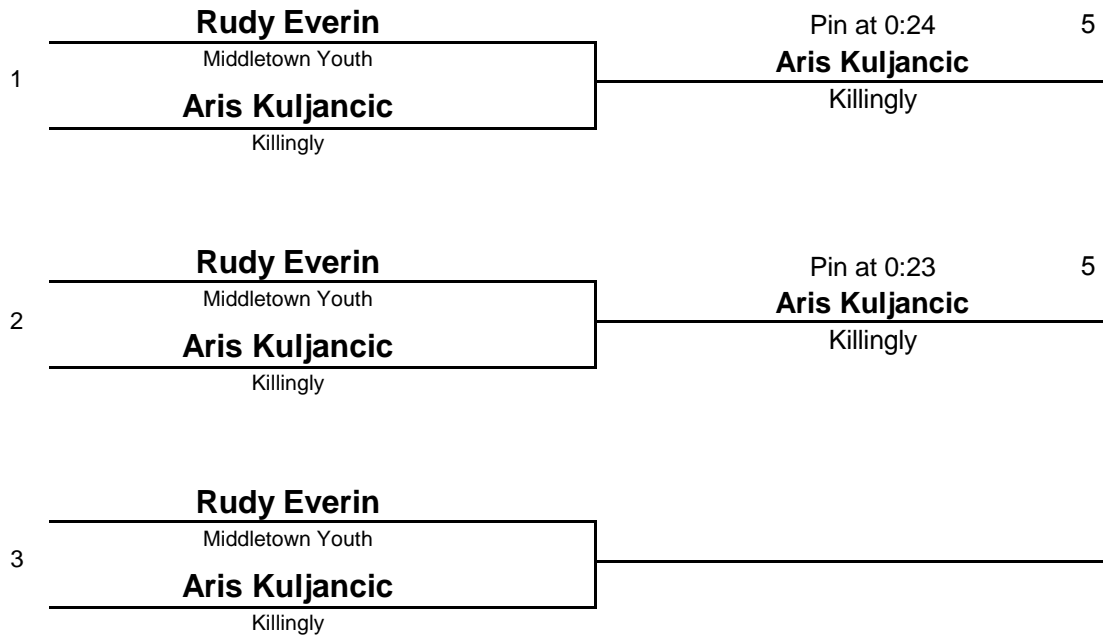 Rudy Everin
Middletown Youth
1
Aris Kuljancic
Killingly
Pin at 0:24 5
Aris Kuljancic
Killingly
Rudy Everin
Middletown Youth
2
Aris Kuljancic
Killingly
Pin at 0:23 5
Aris Kuljancic
Killingly
Rudy Everin
Middletown Youth
3
Aris Kuljancic
Killingly